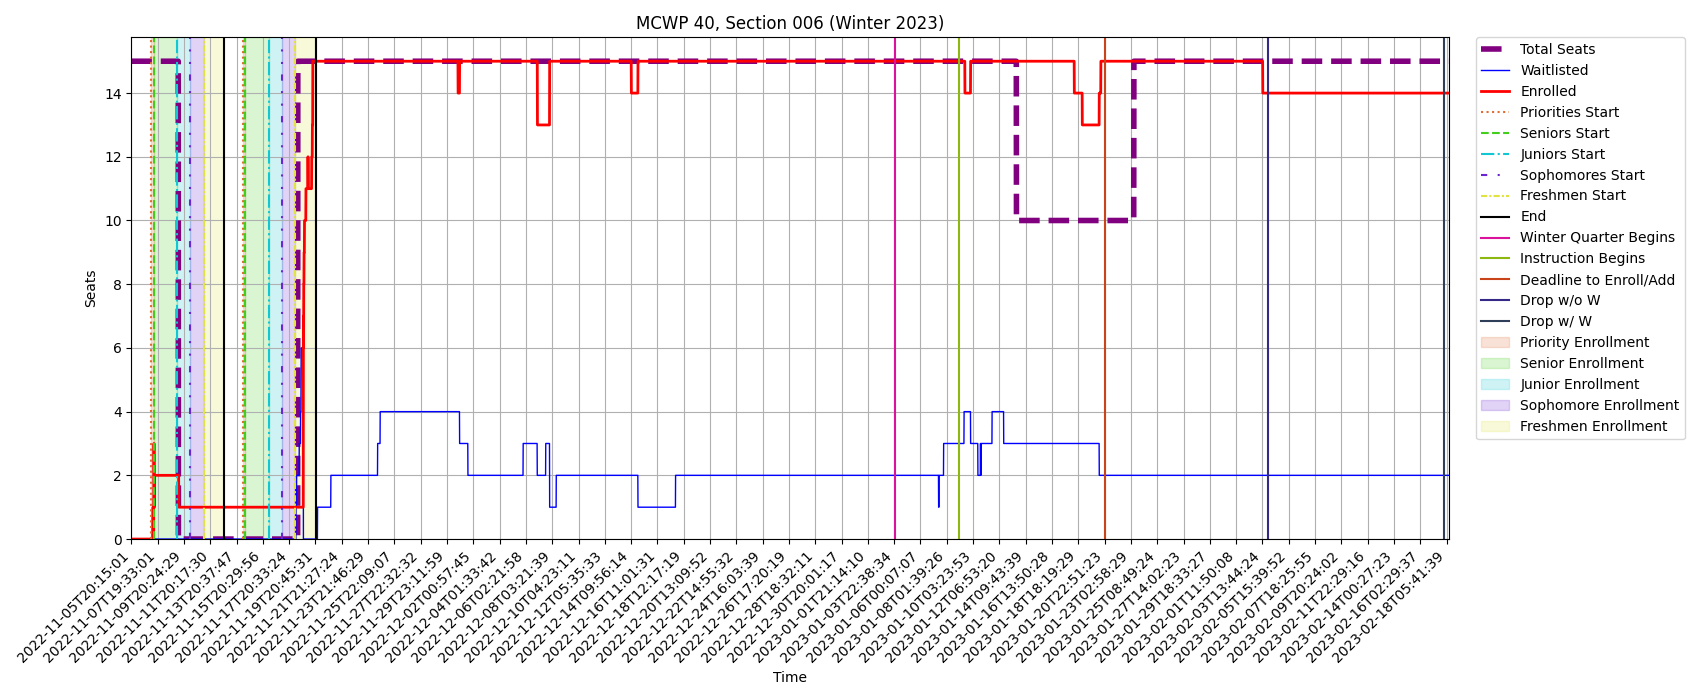 MCWP 40, Section 006 (Winter 2023)
Seats
14
12
10
8
6
4
2
0
2022-11-05T20:15:01
2022-11-07T19:33:01
2022-11-09T20:24:29
2022-11-11T20:17:30
2022-11-13T20:37:47
2022-11-15T20:29:56
2022-11-17T20:33:24
2022-11-19T20:45:31
2022-11-21T21:27:24
2022-11-23T21:46:29
2022-11-25T22:09:07
2022-11-27T22:32:32
2022-11-29T23:11:59
2022-12-04T00:57:45
2022-12-04T01:33:42
2022-12-06T02:21:58
2022-12-08T03:21:39
2022-12-10T04:23:11
2022-12-12T05:35:33
2022-12-14T09:56:14
2022-12-16T11:01:31
2022-12-18T12:17:19
2022-12-20T13:09:52
2022-12-22T14:55:32
2022-12-24T16:03:39
2022-12-26T17:20:19
2022-12-28T18:32:11
2022-12-30T20:01:17
2023-01-01T21:14:10
2023-01-03T22:38:34
2023-01-06T00:07:07
2023-01-08T01:39:26
2023-01-10T03:23:53
2023-01-12T06:53:20
2023-01-14T09:43:39
2023-01-16T13:50:28
2023-01-18T18:19:29
2023-01-20T22:51:23
2023-01-23T02:58:29
2023-01-25T08:49:24
2023-01-27T14:02:23
2023-01-29T18:33:27
2023-02-01T11:50:08
2023-02-03T13:44:24
2023-02-05T15:39:52
2023-02-07T18:25:55
2023-02-09T20:24:02
2023-02-11T22:29:16
2023-02-14T00:27:23
2023-02-16T02:29:37
2023-02-18T05:41:39
Time
Total Seats
Waitlisted
Enrolled
Priorities Start
Seniors Start
Juniors Start
Sophomores Start
Freshmen Start
End
Winter Quarter Begins
Instruction Begins
Deadline to Enroll/Add
Drop w/o W
Drop w/ W
Priority Enrollment
Senior Enrollment
Junior Enrollment
Sophomore Enrollment
Freshmen Enrollment